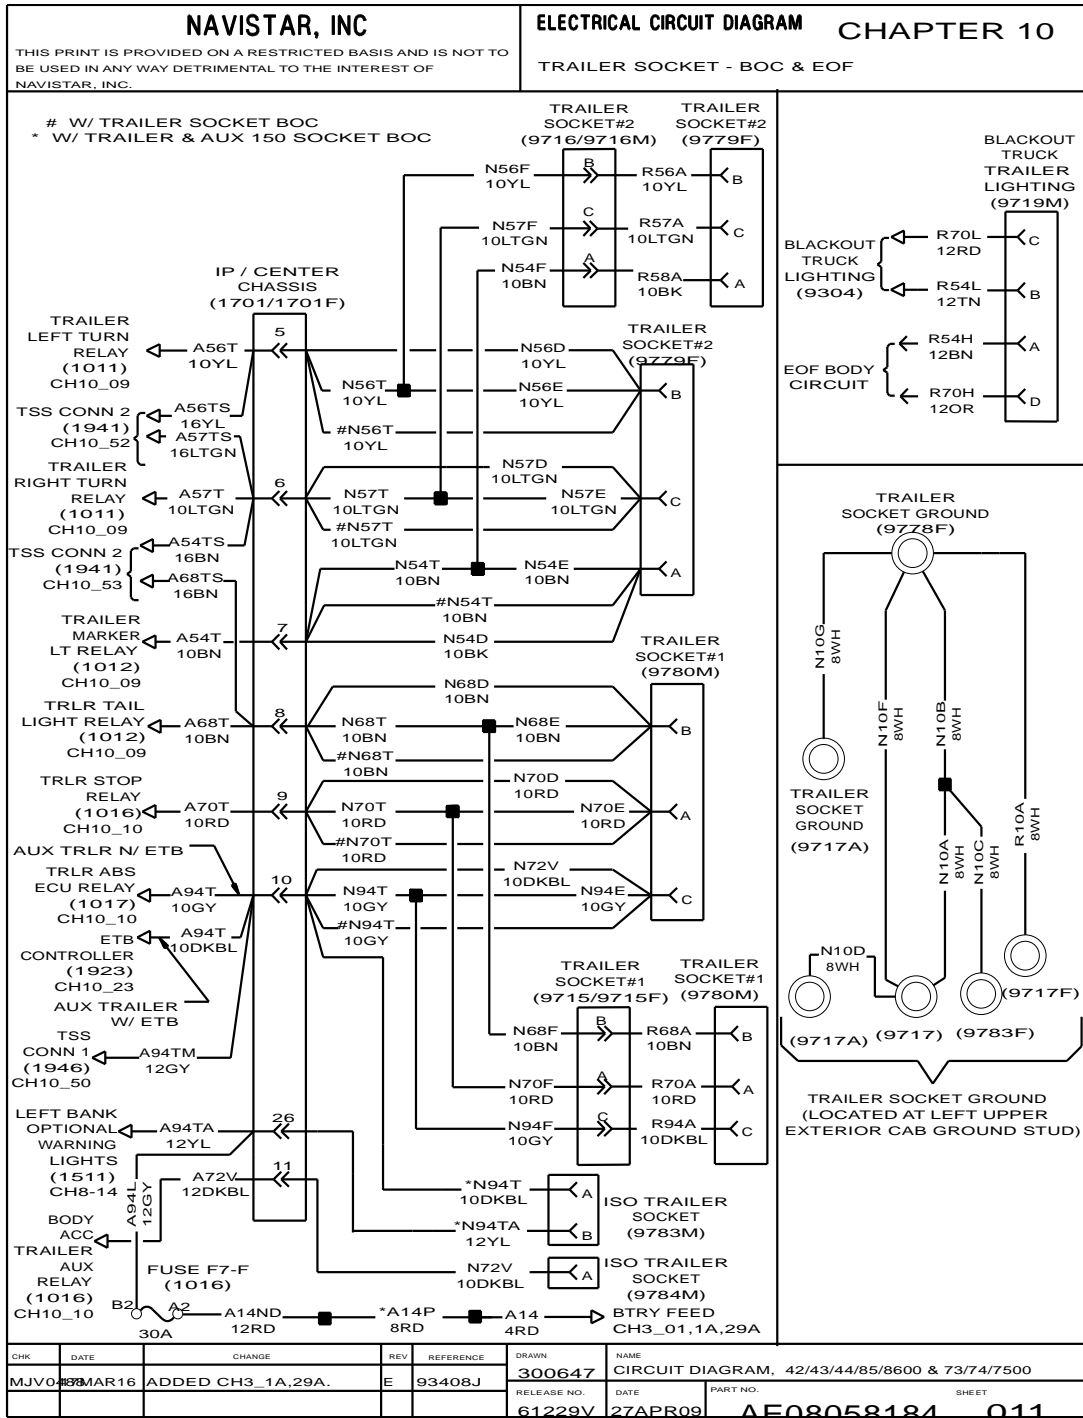 NAVISTAR, INC
THIS PRINT IS PROVIDED ON A RESTRICTED BASIS AND IS NOT TO
BE USED IN ANY WAY DETRIMENTAL TO THE INTEREST OF
NAVISTAR, INC.
ELECTRICAL CIRCUIT DIAGRAM
CHAPTER 10
TRAILER SOCKET - BOC & EOF
# W/ TRAILER SOCKET BOC
* W/ TRAILER & AUX 150 SOCKET BOC
TRAILER
SOCKET#2
(9716/9716M)
TRAILER
SOCKET#2
(9779F)
N56F
10YL
B
R56A
10YL
B
N57F
10LTGN
C
R57A
10LTGN
C
N54F
10BN
A
R58A
10BK
A
IP / CENTER
CHASSIS
(1701/1701F)
TRAILER
SOCKET#2
(9779F)
TRAILER
LEFT TURN
RELAY
(1011)
CH10_09
A56T
10YL
5
N56D
10YL
N56T
10YL
N56E
10YL
B
#N56T
10YL
TSS CONN 2
(1941)
CH10_52
A56TS
16YL
A57TS
16LTGN
TRAILER
RIGHT TURN
RELAY
(1011)
CH10_09
A57T
10LTGN
6
N57D
10LTGN
N57T
10LTGN
N57E
10LTGN
C
#N57T
10LTGN
TSS CONN 2
(1941)
CH10_53
A54TS
16BN
A68TS
16BN
N54T
10BN
N54E
10BN
A
#N54T
10BN
TRAILER
MARKER
LT RELAY
(1012)
CH10_09
A54T
10BN
7
N54D
10BK
TRAILER
SOCKET#1
(9780M)
TRLR TAIL
LIGHT RELAY
(1012)
CH10_09
A68T
10BN
8
N68D
10BN
N68T
10BN
N68E
10BN
B
#N68T
10BN
TRLR STOP
RELAY
(1016)
CH10_10
A70T
10RD
9
N70D
10RD
N70T
10RD
N70E
10RD
A
#N70T
10RD
AUX TRLR N/ ETB
TRLR ABS
ECU RELAY
(1017)
CH10_10
A94T
10GY
10
N72V
10DKBL
N94T
10GY
N94E
10GY
C
#N94T
10GY
ETB
CONTROLLER
(1923)
CH10_23
A94T
10DKBL
AUX TRAILER
W/ ETB
TSS
CONN 1
(1946)
CH10_50
A94TM
12GY
TRAILER
SOCKET#1
(9715/9715F)
TRAILER
SOCKET#1
(9780M)
N68F
10BN
B
R68A
10BN
B
N70F
10RD
A
R70A
10RD
A
N94F
10GY
C
R94A
10DKBL
C
LEFT BANK
OPTIONAL
WARNING
LIGHTS
(1511)
CH8-14
A94TA
12YL
26
A94L
12GY
A72V
12DKBL
11
*N94T
10DKBL
A
*N94TA
12YL
B
ISO TRAILER
SOCKET
(9783M)
N72V
10DKBL
A
ISO TRAILER
SOCKET
(9784M)
BODY
ACC
TRAILER
AUX
RELAY
(1016)
CH10_10
FUSE F7-F
(1016)
B2
A2
30A
A14ND
12RD
*A14P
8RD
A14
4RD
BTRY FEED
CH3_01,1A,29A
BLACKOUT
TRUCK
TRAILER
LIGHTING
(9719M)
BLACKOUT
TRUCK
LIGHTING
(9304)
R70L
12RD
C
R54L
12TN
B
EOF BODY
CIRCUIT
R54H
12BN
A
R70H
12OR
D
TRAILER
SOCKET GROUND
(9778F)
N10G
8WH
N10F
8WH
N10B
8WH
R10A
8WH
TRAILER
SOCKET
GROUND
(9717A)
N10A
8WH
N10C
8WH
N10D
8WH
(9717A)
(9717)
(9783F)
(9717F)
TRAILER SOCKET GROUND
(LOCATED AT LEFT UPPER
EXTERIOR CAB GROUND STUD)
CHK
DATE
CHANGE
REV
REFERENCE
DRAWN
NAME
ADDED CH3_1A,29A.
E
93408J
300647
CIRCUIT DIAGRAM, 42/43/44/85/8600 & 73/74/7500
RELEASE NO.
DATE
PART NO.
SHEET
61229V
27APR09
AF08058184
011